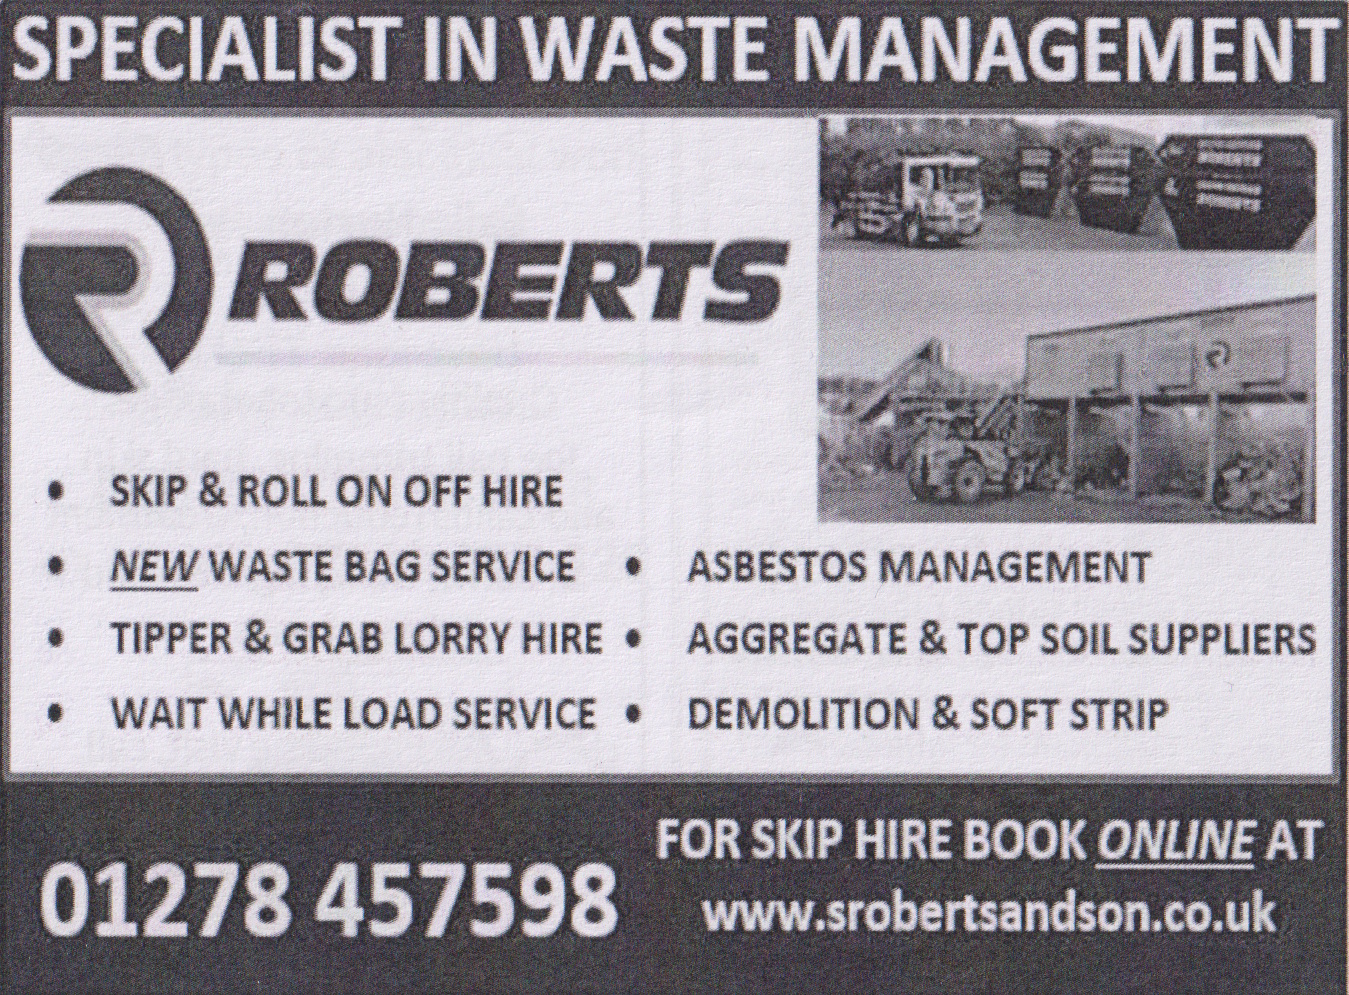 SPECIALIST IN WASTE MANAGEMENT
ROBERTS
• SKIP & ROLL ON OFF HIRE
• NEW WASTE BAG SERVICE
• TIPPER & GRAB LORRY HIRE
• WAIT WHILE LOAD SERVICE
• ASBESTOS MANAGEMENT
• AGGREGATE & TOP SOIL SUPPLIERS
• DEMOLITION & SOFT STRIP
01278 457598
FOR SKIP HIRE BOOK ONLINE AT
www.srobertsandson.co.uk